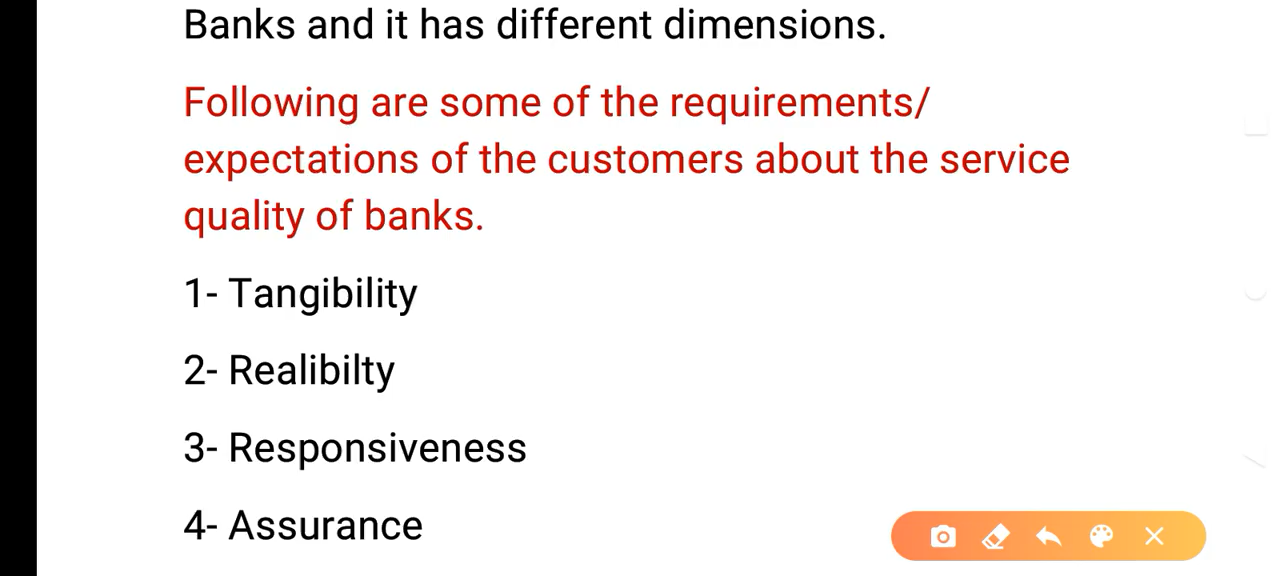 Banks and it has different dimensions.
Following are some of the requirements/
expectations of the customers about the service
quality of banks.
1- Tangibility
2- Realibilty
3- Responsiveness
4- Assurance